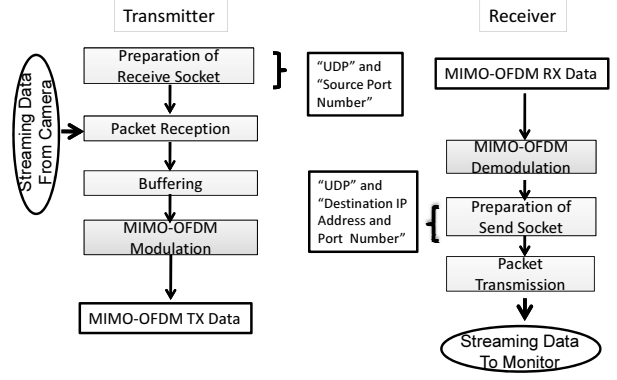 Transmitter
Preparation of
Receive Socket
"UDP" and
"Source Port
Number"
Streaming Data
From Camera
Packet Reception
Buffering
MIMO-OFDM
Modulation
MIMO-OFDM TX Data
Receiver
MIMO-OFDM RX Data
MIMO-OFDM
Demodulation
"UDP" and
"Destination IP
Address and
Port Number"
Preparation of
Send Socket
Packet
Transmission
Streaming Data
To Monitor